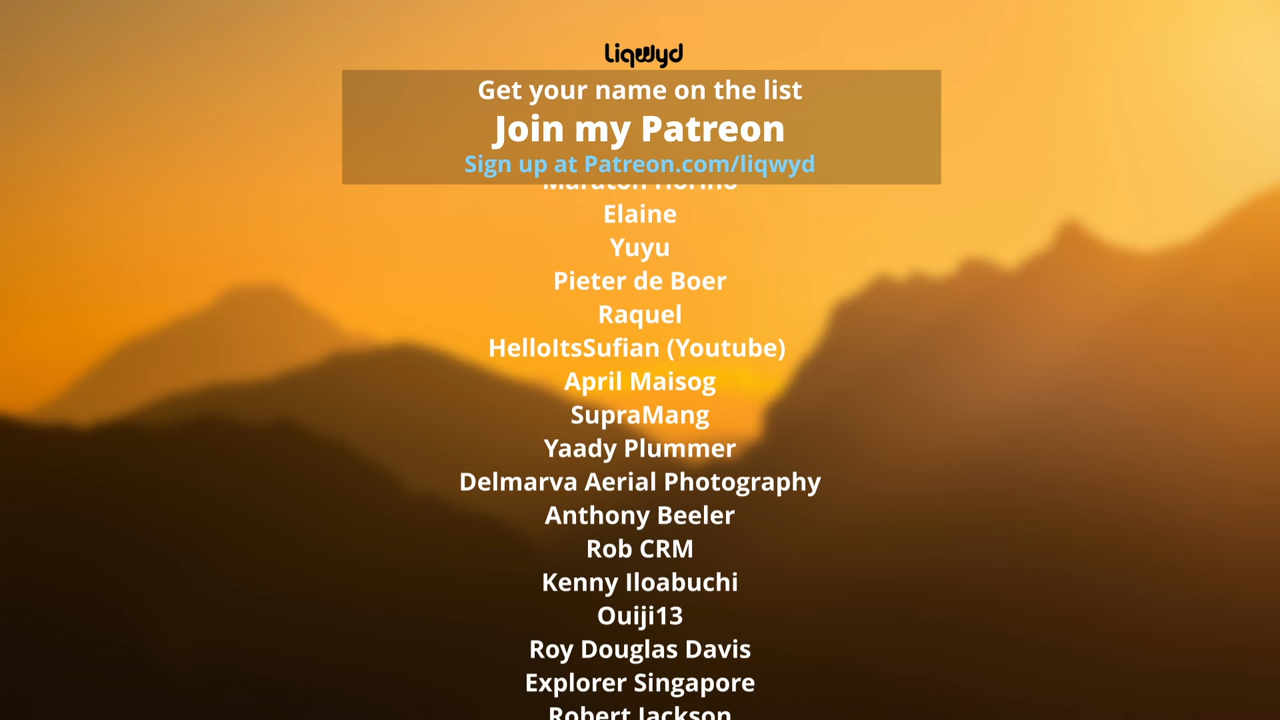 Liqwyd
Get your name on the list
Join my Patreon
Sign up at Patreon.com/liqwyd
Elaine
Yuyu
Pieter de Boer
Raquel
HelloItsSufian (Youtube)
April Maisog
SupraMang
Yaady Plummer
Delmarva Aerial Photography
Anthony Beeler
Rob CRM
Kenny Iloabuchi
Ouiji13
Roy Douglas Davis
Explorer Singapore
Robert Jackson